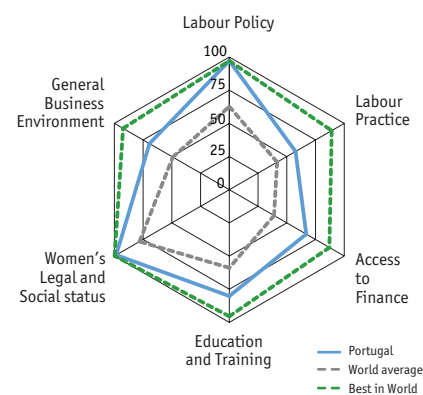 Labour Policy
100
75
50
25
0
General
Business
Environment
Labour
Practice
Women's
Legal and
Social status
Access
to
Finance
Education
and Training
Portugal
World average
Best in World